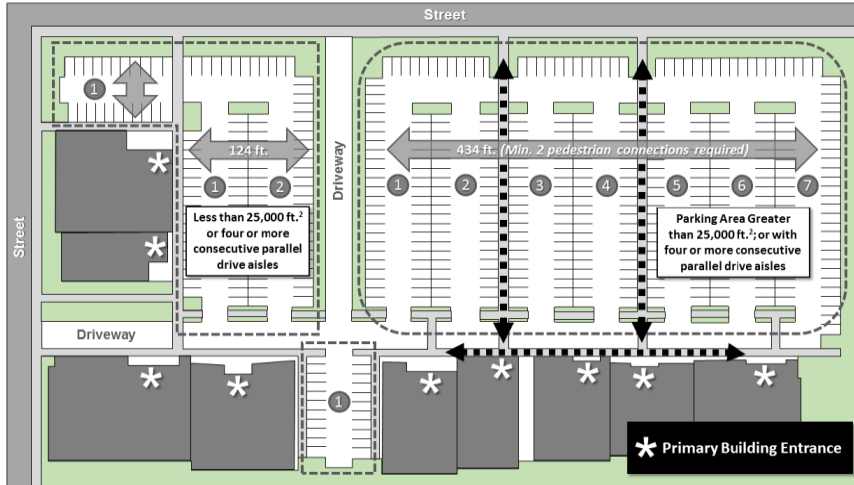 Street
1
124 ft.
434 ft. (Min. 2 pedestrian connections required)
1
2
1
2
3
4
5
6
7
Driveway
Less than 25,000 ft.²
or four or more
consecutive parallel
drive aisles
Parking Area Greater
than 25,000 ft.²; or with
four or more consecutive
parallel drive aisles
Street
Driveway
1
Primary Building Entrance